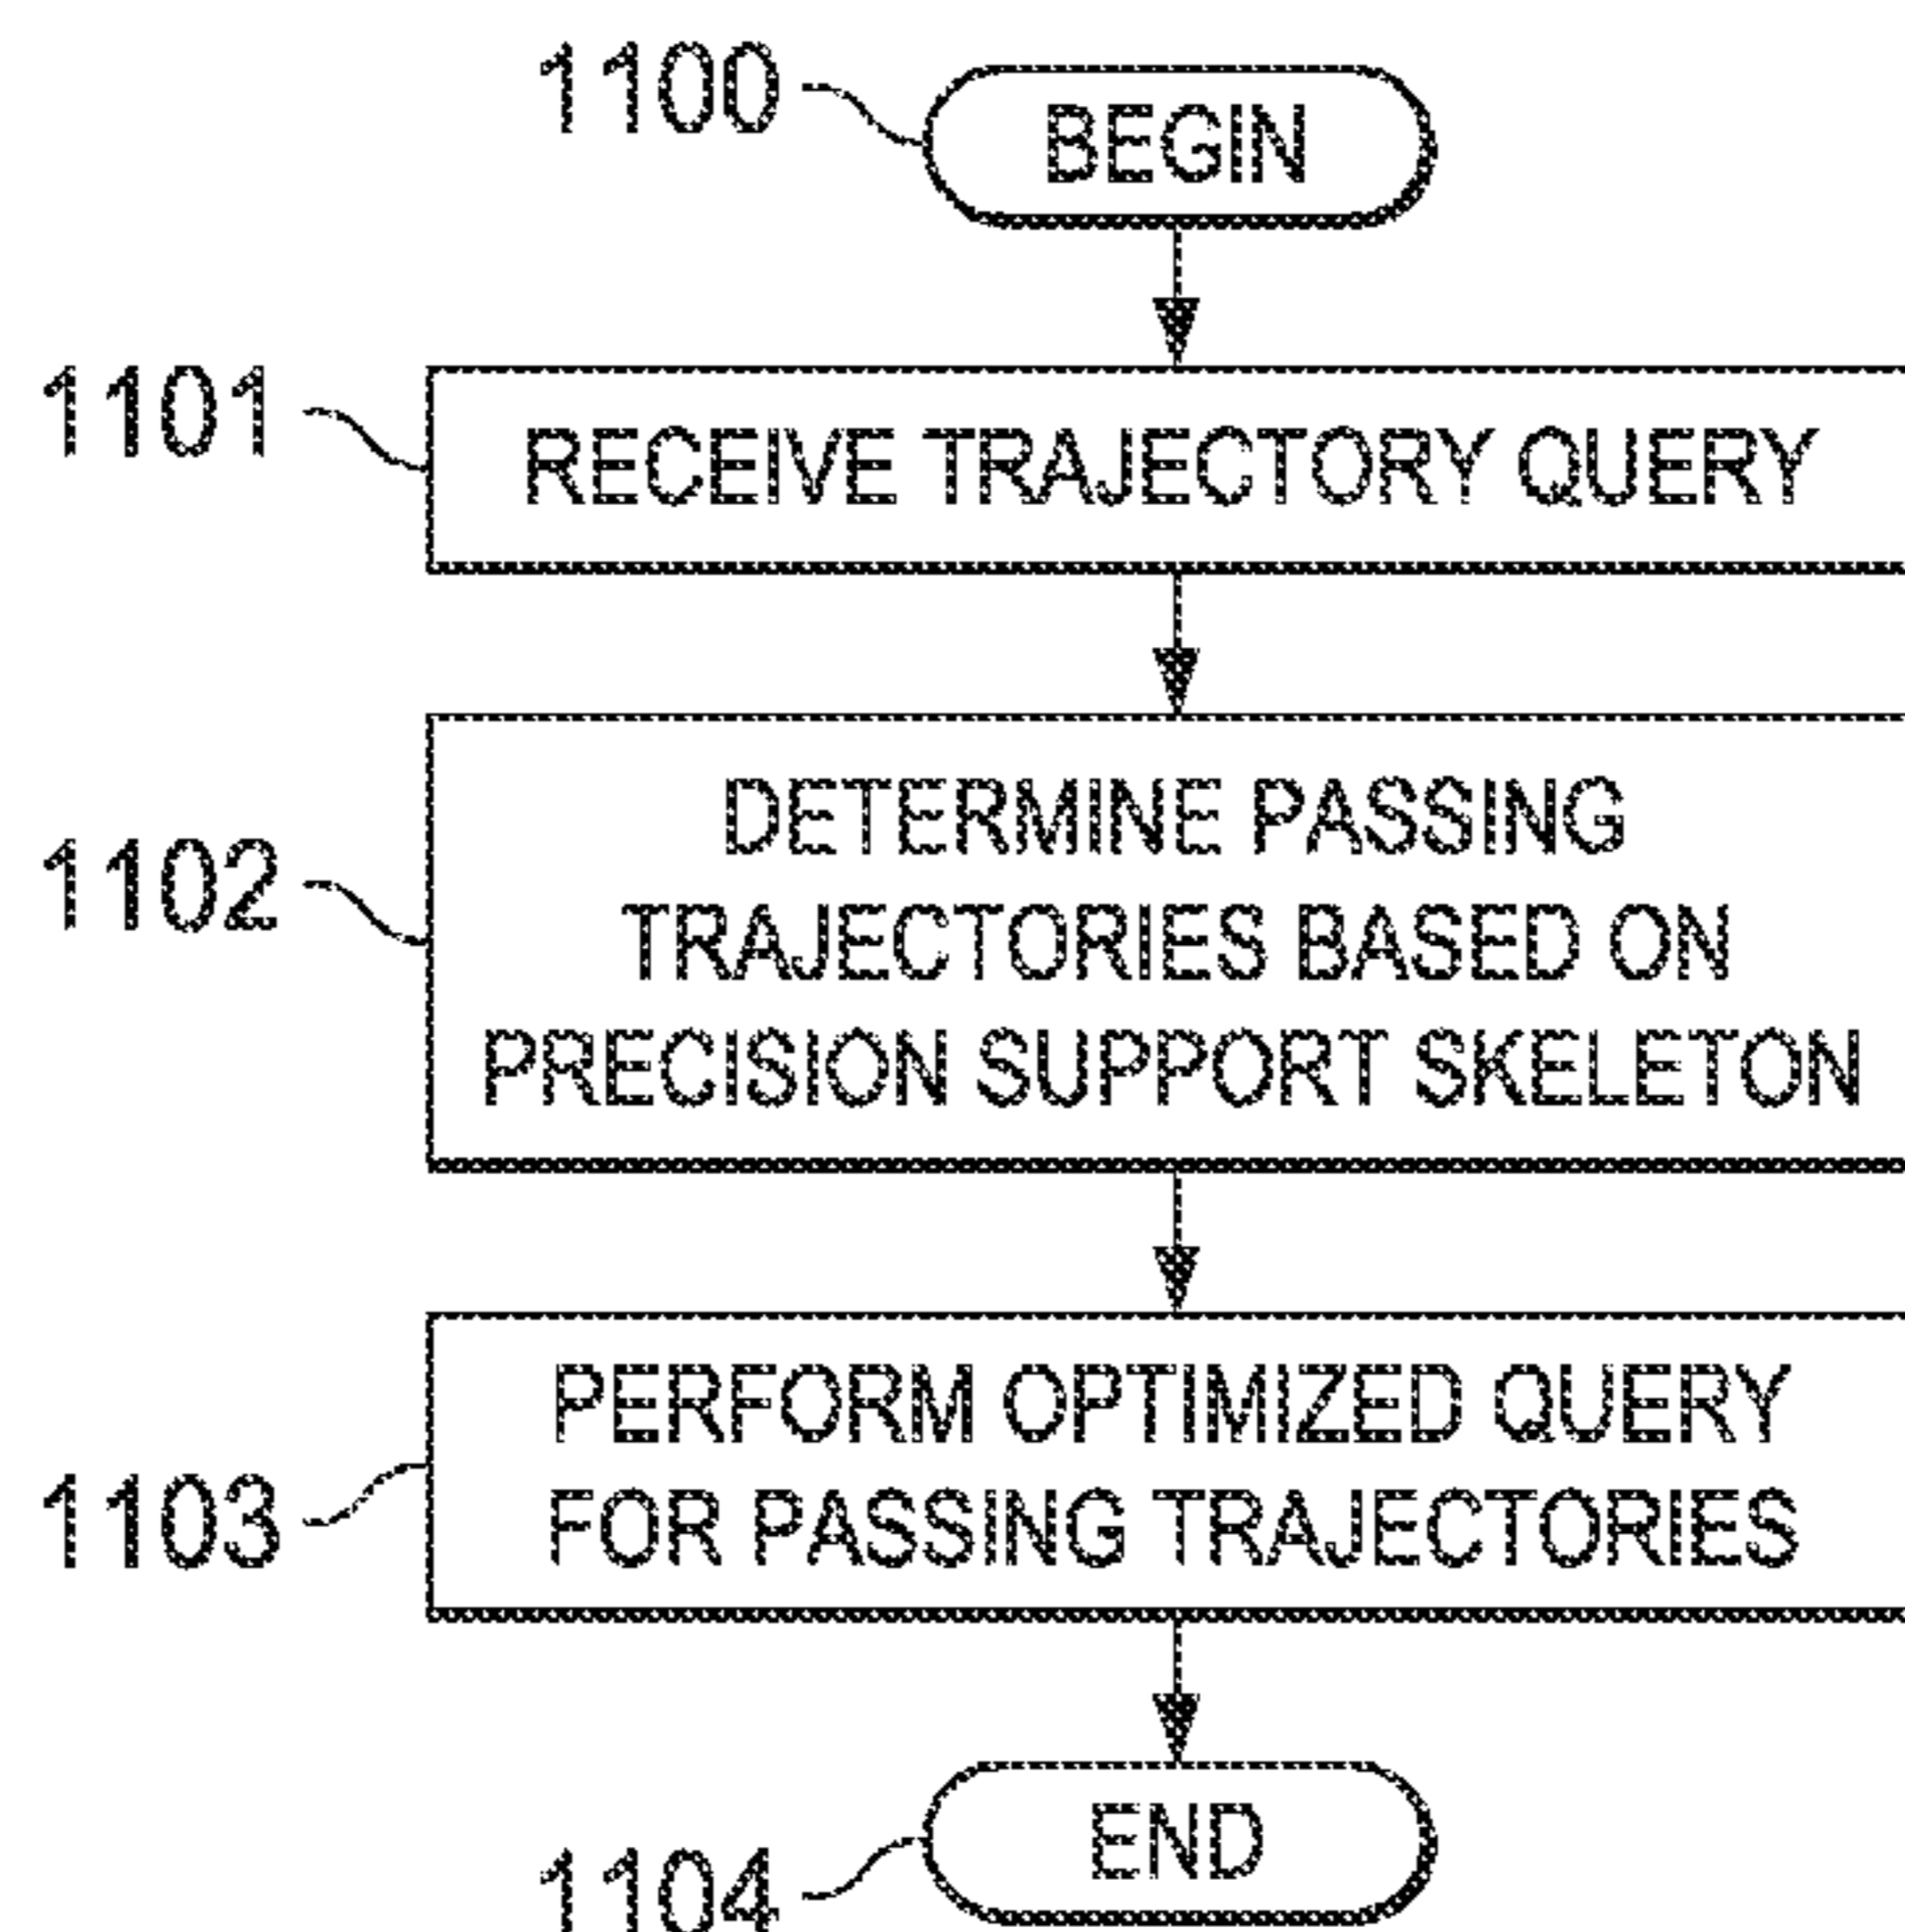 1100
BEGIN
1101
RECEIVE TRAJECTORY QUERY
1102
DETERMINE PASSING
TRAJECTORIES BASED ON
PRECISION SUPPORT SKELETON
1103
PERFORM OPTIMIZED QUERY
FOR PASSING TRAJECTORIES
1104
END